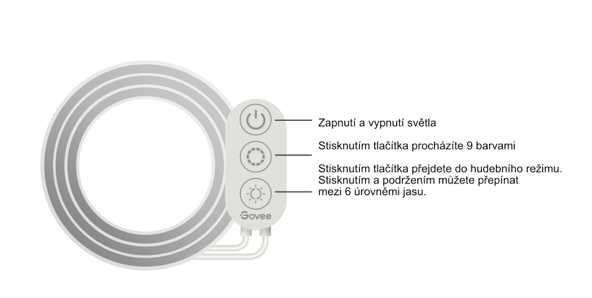 Zapnutí a vypnutí světla
Stisknutím tlačítka procházíte 9 barvami
Stisknutím tlačítka přejdete do hudebního režimu.
Stisknutím a podržením můžete přepínat
mezi 6 úrovněmi jasu.
Govee